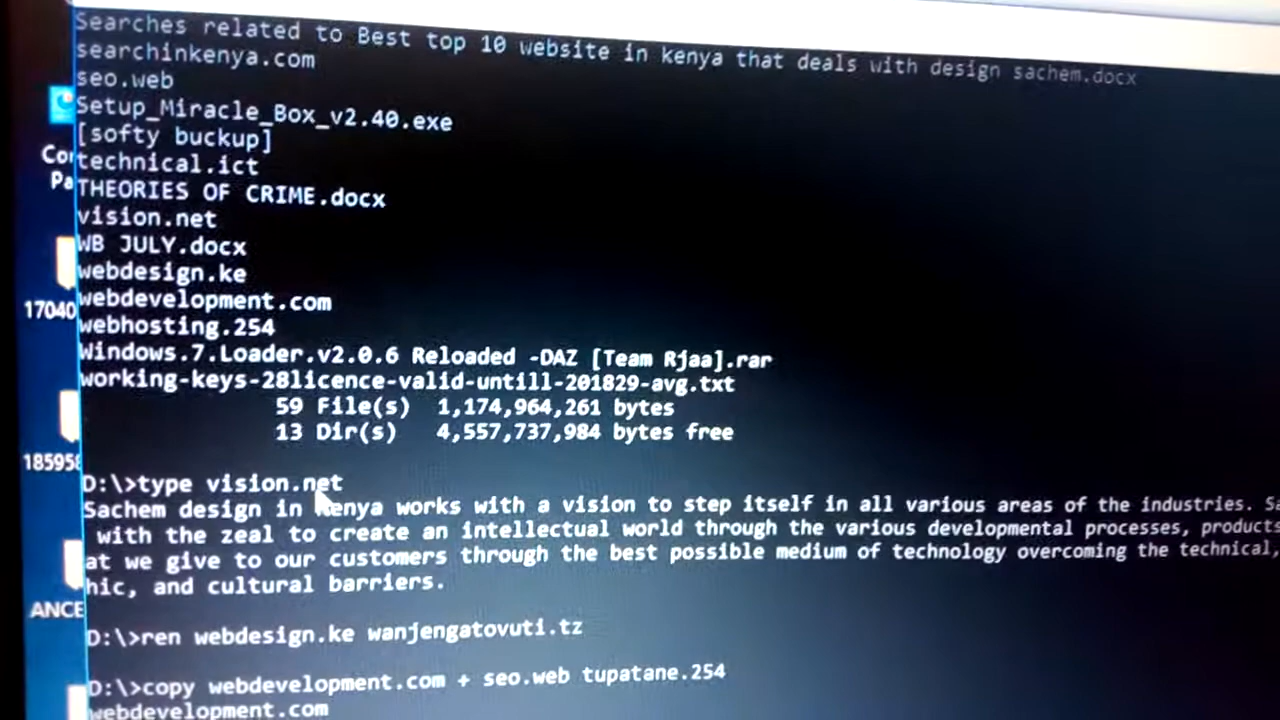 Searches related to Best top 10 website in kenya that deals with design sachem.docx
searchinkenya.com
seo.web
Setup_Miracle_Box_v2.40.exe
[softy buckup]
technical.ict
THEORIES OF CRIME.docx
vision.net
WB JULY.docx
webdesign.ke
webdevelopment.com
webhosting.254
Windows.7.Loader.v2.0.6 Reloaded -DAZ [Team Rjaa].rar
working-keys-28licence-valid-untill-201829-avg.txt
59 File(s) 1,174,964,261 bytes
13 Dir(s) 4,557,737,984 bytes free
D:\>type vision.net
Sachem design in Kenya works with a vision to step itself in all various areas of the industries. Sa
with the zeal to create an intellectual world through the various developmental processes, products
at we give to our customers through the best possible medium of technology overcoming the technical,
hic, and cultural barriers.
D:\>ren webdesign.ke wanjengatovuti.tz
D:\>copy webdevelopment.com + seo.web tupatane.254
webdevelopment.com
Cor
Pa
17040
185958
ANCE